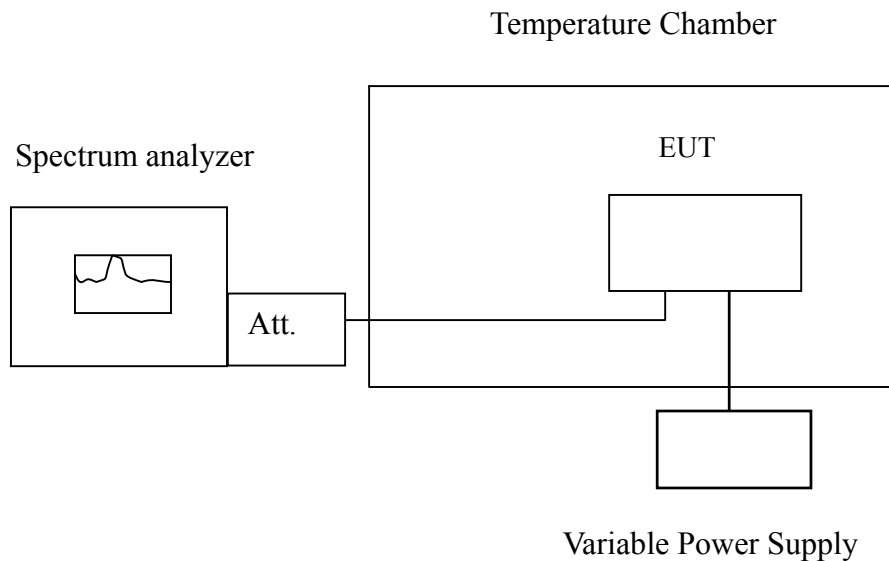 Temperature Chamber
Spectrum analyzer
EUT
Att.
Variable Power Supply